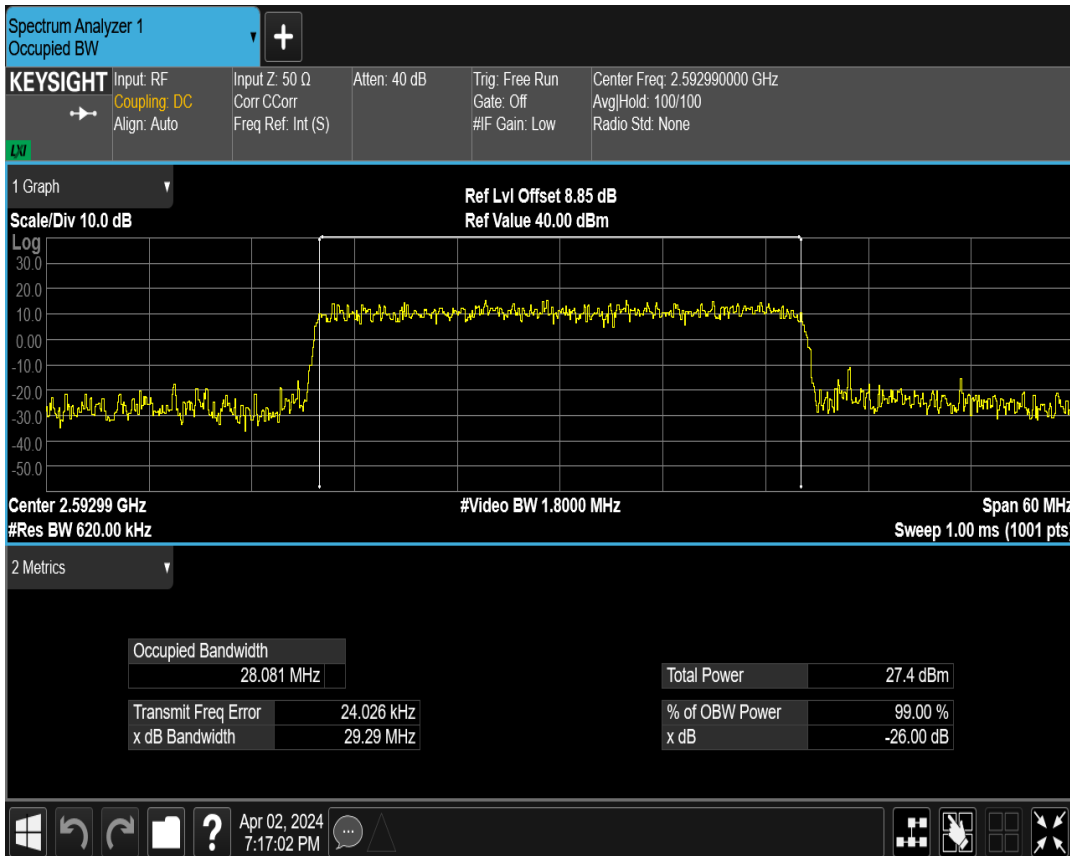 Spectrum Analyzer 1
Occupied BW
KEYSIGHT
Input: RF
Coupling: DC
Align: Auto
Input Z: 50 Ω
Corr CCorr
Freq Ref: Int (S)
Atten: 40 dB
Trig: Free Run
Gate: Off
#IF Gain: Low
Center Freq: 2.592990000 GHz
Avg|Hold: 100/100
Radio Std: None
LXI
1 Graph
Ref Lvl Offset 8.85 dB
Scale/Div 10.0 dB
Ref Value 40.00 dBm
Log
30.0
20.0
10.0
0.00
-10.0
-20.0
-30.0
-40.0
-50.0
Center 2.59299 GHz
#Video BW 1.8000 MHz
Span 60 MHz
#Res BW 620.00 kHz
Sweep 1.00 ms (1001 pts)
2 Metrics
Occupied Bandwidth
28.081 MHz
Total Power 27.4 dBm
Transmit Freq Error 24.026 kHz
% of OBW Power 99.00 %
x dB Bandwidth 29.29 MHz
x dB -26.00 dB
Apr 02, 2024
7:17:02 PM